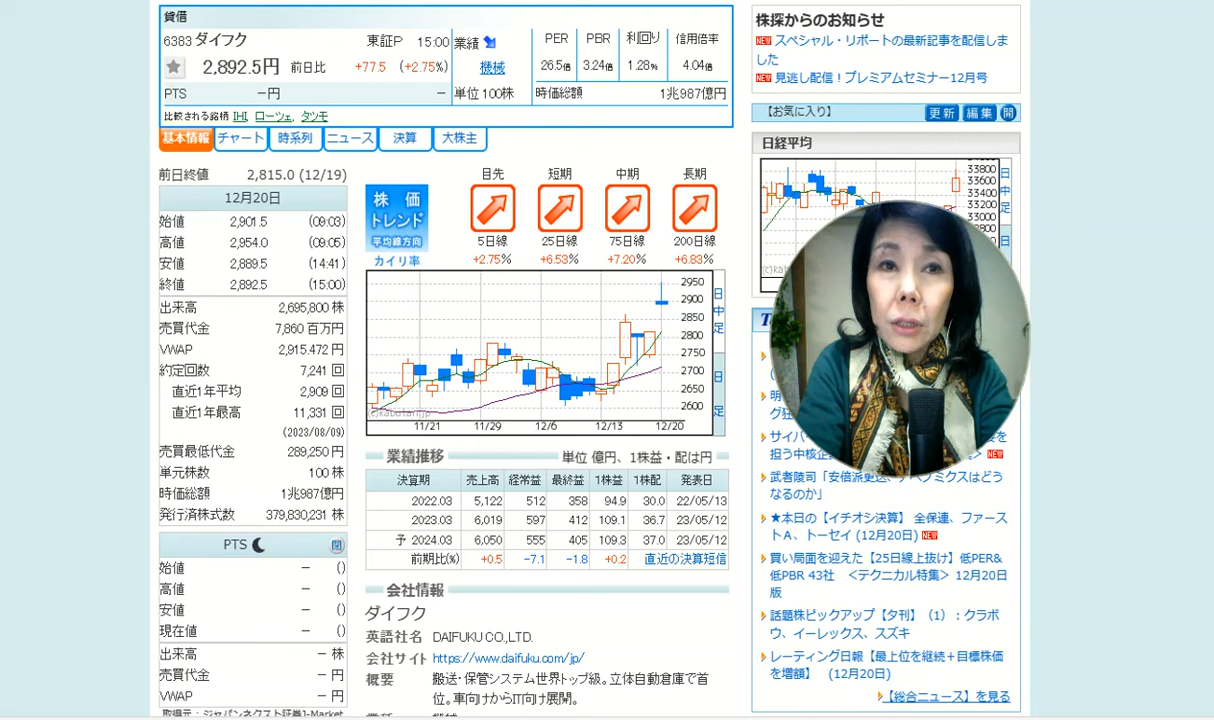 貸借
6383 ダイフク 東証P 15:00 業績
PER PBR 利回り 信用倍率
2,892.5円 前日比 +77.5 (+2.75%) 機械
26.5倍 3.24倍 1.28% 4.04倍
PTS −円 − 単位 100株 時価総額 1兆987億円
比較される銘柄 IHI, ローツェ, タツモ
基本情報 チャート 時系列 ニュース 決算 大株主
前日終値 2,815.0 (12/19)
12月20日
始値 2,901.5 (09:03)
高値 2,954.0 (09:05)
安値 2,889.5 (14:41)
終値 2,892.5 (15:00)
出来高 2,695,800 株
売買代金 7,860 百万円
VWAP 2,915.472 円
約定回数 7,241 回
直近1年平均 2,909 回
直近1年最高 11,331 回
(2023/08/09)
売買最低代金 289,250円
単元株数 100 株
時価総額 1兆987億円
発行済株式数 379,830,231 株
PTS 開
始値 − ()
高値 − ()
安値 − ()
現在値 − ()
出来高 − 株
売買代金 − 円
VWAP − 円
取得元:ジャパンネクスト証券J-Market
株価
トレンド
平均線方向
カイリ率
目先 短期 中期 長期
5日線 25日線 75日線 200日線
+2.75% +6.53% +7.20% +6.83%
2950
2900
2850
2800
2750
2700
2650
2600
(c)kabutan.jp
11/21 11/29 12/6 12/13 12/20
日
中
足
日
足
業績推移 単位 億円、1株益・配は円
決算期 売上高 経常益 最終益 1株益 1株配 発表日
2022.03 5,122 512 358 94.9 30.0 22/05/13
2023.03 6,019 597 412 109.1 36.7 23/05/12
予 2024.03 6,050 555 405 109.3 37.0 23/05/12
前期比(%) +0.5 -7.1 -1.8 +0.2 直近の決算短信
会社情報
ダイフク
英語社名 DAIFUKU CO.,LTD.
会社サイト https://www.daifuku.com/jp/
概要 搬送・保管システム世界トップ級。立体自動倉庫で首
位。車向けからIT向け展開。
株探からのお知らせ
NEW スペシャル・リポートの最新記事を配信しま
した
NEW 見逃し配信!プレミアムセミナー12月号
【お気に入り】 更新 編集 開
日経平均
33800
33600
33400
33200
33000
日
中
足
日
サイバ
担う中核企 NEW
武者陵司「安倍派更迭、
なるのか」
★本日の【イチオシ決算】 全保連、ファース
トA、トーセイ (12月20日) NEW
買い局面を迎えた【25日線上抜け】低PER&
低PBR 43社 <テクニカル特集> 12月20日
版
話題株ピックアップ【夕刊】(1):クラボ
ウ、イーレックス、スズキ
レーティング日報【最上位を継続+目標株価
を増額】 (12月20日)
【総合ニュース】を見る